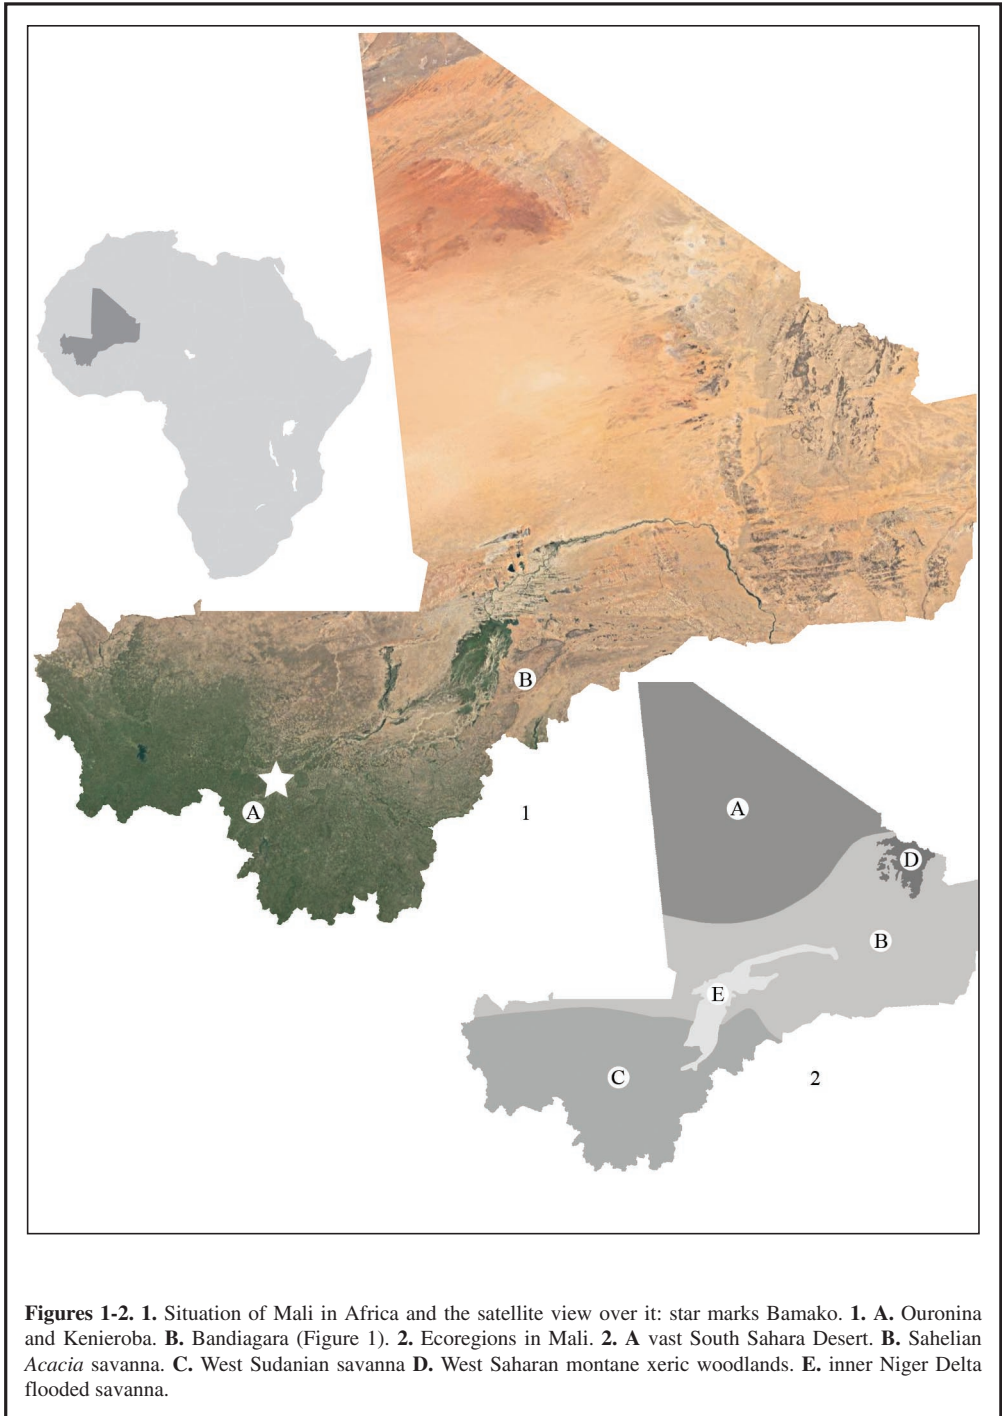 B
A
1
A
D
B
E
C
2
Figures 1-2. 1. Situation of Mali in Africa and the satellite view over it: star marks Bamako. 1. A. Ouronina
and Kenieroba. B. Bandiagara (Figure 1). 2. Ecoregions in Mali. 2. A vast South Sahara Desert. B. Sahelian
Acacia savanna. C. West Sudanian savanna D. West Saharan montane xeric woodlands. E. inner Niger Delta
flooded savanna.